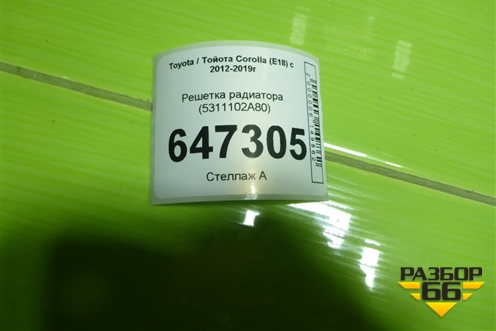 Toyota / Тойота Corolla (E18) с
2012-2019г
Решетка радиатора
(5311102A80)
647305
Стеллаж А
РАЗБОР
66